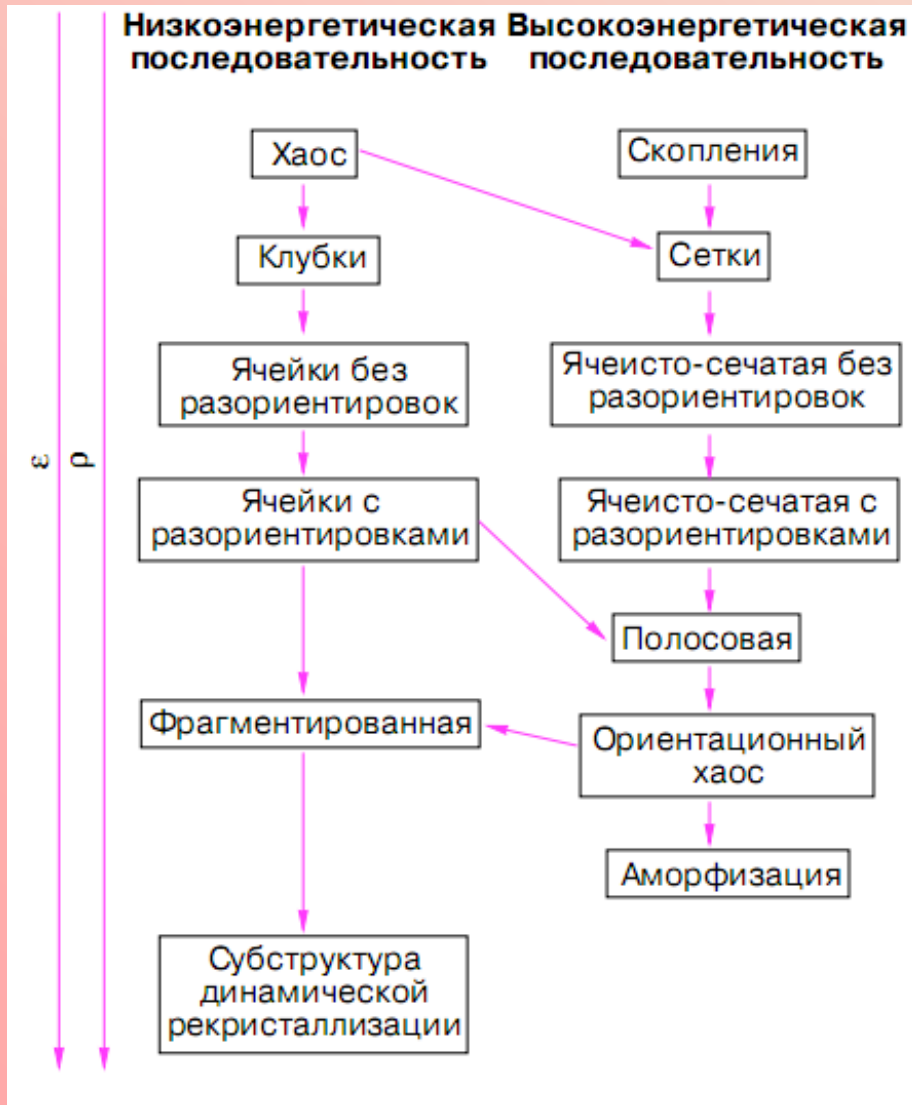 Низкоэнергетическая
последовательность
Высокоэнергетическая
последовательность
Хаос
Скопления
Клубки
Сетки
Ячейки без
разориентировок
Ячеисто-сечатая без
разориентировок
ε
ρ
Ячейки с
разориентировками
Ячеисто-сечатая с
разориентировками
Полосовая
Фрагментированная
Ориентационный
хаос
Аморфизация
Субструктура
динамической
рекристаллизации